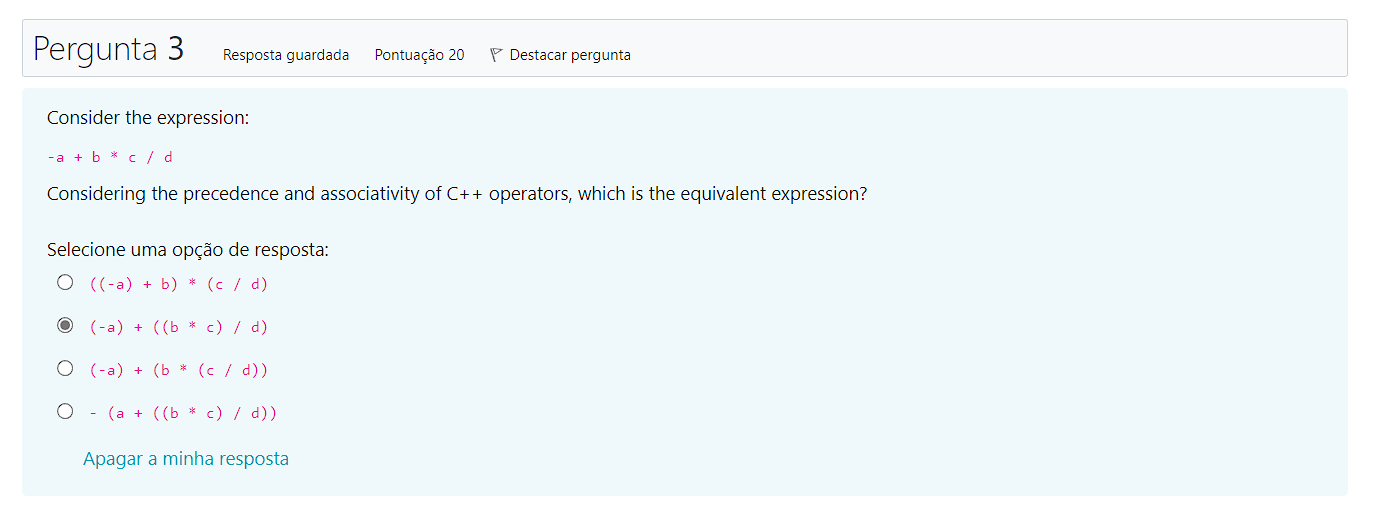 Pergunta 3 Resposta guardada Pontuação 20 Destacar pergunta
Consider the expression:
-a + b * c / d
Considering the precedence and associativity of C++ operators, which is the equivalent expression?
Selecione uma opção de resposta:
((-a) + b) * (c / d)
(-a) + ((b * c) / d)
(-a) + (b * (c / d))
- (a + ((b * c) / d))
Apagar a minha resposta